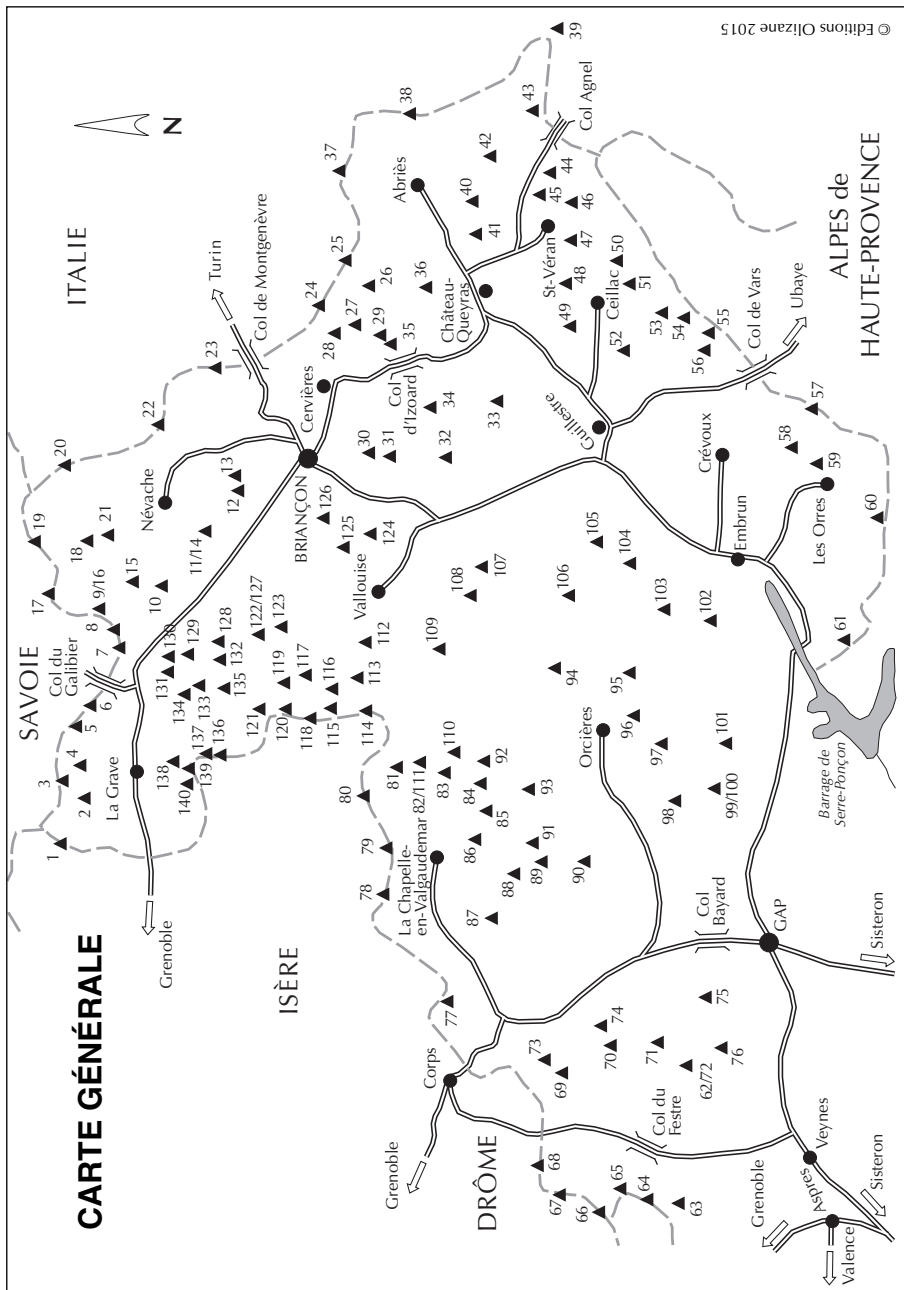 CARTE GÉNÉRALE
N
SAVOIE
ITALIE
ISÈRE
DRÔME
ALPES de
HAUTE-PROVENCE
Grenoble
La Grave
Col du
Galibier
Névache
Turin
Col de Montgenèvre
Cervières
BRIANÇON
Col
d'Izoard
Abriès
Château-
Queyras
St-Véran
Col Agnel
Ceillac
Guillestre
Col de Vars
Ubaye
Crévoux
Embrun
Les Orres
Vallouise
Orcières
La Chapelle-
en-Valgaudemar
Corps
Grenoble
Col
Bayard
GAP
Sisteron
Col du
Festre
Veynes
Aspres
Grenoble
Valence
Sisteron
Barrage de
Serre-Ponçon
1
2
3
4
5
6
7
8
9/16
10
11/14
12
13
15
17
18
19
20
21
22
23
24
25
26
27
28
29
30
31
32
33
34
35
36
37
38
39
40
41
42
43
44
45
46
47
48
49
50
51
52
53
54
55
56
57
58
59
60
61
62/72
63
64
65
66
67
68
69
70
71
73
74
75
76
77
78
79
80
81
82/111
83
84
85
86
87
88
89
90
91
92
93
94
95
96
97
98
99/100
101
102
103
104
105
106
107
108
109
110
112
113
114
115
116
117
118
119
120
121
122/127
123
124
125
126
128
129
130
131
132
133
134
135
136
137
138
139
140
© Editions Olizane 2015